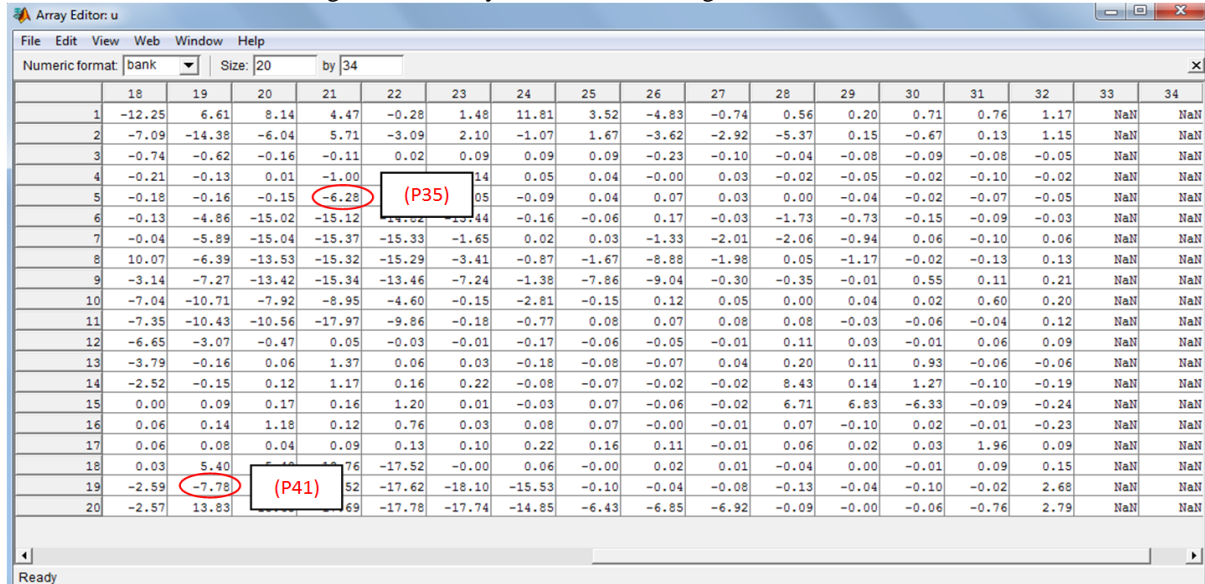 Array Editor: u
File Edit View Web Window Help
Numeric format: bank Size: 20 by 34
18 19 20 21 22 23 24 25 26 27 28 29 30 31 32 33 34
1 -12.25 6.61 8.14 4.47 -0.28 1.48 11.81 3.52 -4.83 -0.74 0.56 0.20 0.71 0.76 1.17 NaN NaN
2 -7.09 -14.38 -6.04 5.71 -3.09 2.10 -1.07 1.67 -3.62 -2.92 -5.37 0.15 -0.67 0.13 1.15 NaN NaN
3 -0.74 -0.62 -0.16 -0.11 0.02 0.09 0.09 0.09 -0.23 -0.10 -0.04 -0.08 -0.09 -0.08 -0.05 NaN NaN
4 -0.21 -0.13 0.01 -1.00 14 0.05 0.04 -0.00 0.03 -0.02 -0.05 -0.02 -0.10 -0.02 NaN NaN
5 -0.18 -0.16 -0.15 -6.28 (P35) 05 -0.09 0.04 0.07 0.03 0.00 -0.04 -0.02 -0.07 -0.05 NaN NaN
6 -0.13 -4.86 -15.02 -15.12 -0.16 -0.06 0.17 -0.03 -1.73 -0.73 -0.15 -0.09 -0.03 NaN NaN
7 -0.04 -5.89 -15.04 -15.37 -15.33 -1.65 0.02 0.03 -1.33 -2.01 -2.06 -0.94 0.06 -0.10 0.06 NaN NaN
8 10.07 -6.39 -13.53 -15.32 -15.29 -3.41 -0.87 -1.67 -8.88 -1.98 0.05 -1.17 -0.02 -0.13 0.13 NaN NaN
9 -3.14 -7.27 -13.42 -15.34 -13.46 -7.24 -1.38 -7.86 -9.04 -0.30 -0.35 -0.01 0.55 0.11 0.21 NaN NaN
10 -7.04 -10.71 -7.92 -8.95 -4.60 -0.15 -2.81 -0.15 0.12 0.05 0.00 0.04 0.02 0.60 0.20 NaN NaN
11 -7.35 -10.43 -10.56 -17.97 -9.86 -0.18 -0.77 0.08 0.07 0.08 0.08 -0.03 -0.06 -0.04 0.12 NaN NaN
12 -6.65 -3.07 -0.47 0.05 -0.03 -0.01 -0.17 -0.06 -0.05 -0.01 0.11 0.03 -0.01 0.06 0.09 NaN NaN
13 -3.79 -0.16 0.06 1.37 0.06 0.03 -0.18 -0.08 -0.07 0.04 0.20 0.11 0.93 -0.06 -0.06 NaN NaN
14 -2.52 -0.15 0.12 1.17 0.16 0.22 -0.08 -0.07 -0.02 -0.02 8.43 0.14 1.27 -0.10 -0.19 NaN NaN
15 0.00 0.09 0.17 0.16 1.20 0.01 -0.03 0.07 -0.06 -0.02 6.71 6.83 -6.33 -0.09 -0.24 NaN NaN
16 0.06 0.14 1.18 0.12 0.76 0.03 0.08 0.07 -0.00 -0.01 0.07 -0.10 0.02 -0.01 -0.23 NaN NaN
17 0.06 0.08 0.04 0.09 0.13 0.10 0.22 0.16 0.11 -0.01 0.06 0.02 0.03 1.96 0.09 NaN NaN
18 0.03 5.40 76 -17.52 -0.00 0.06 -0.00 0.02 0.01 -0.04 0.00 -0.01 0.09 0.15 NaN NaN
19 -2.59 -7.78 (P41) 52 -17.62 -18.10 -15.53 -0.10 -0.04 -0.08 -0.13 -0.04 -0.10 -0.02 2.68 NaN NaN
20 -2.57 13.83 69 -17.78 -17.74 -14.85 -6.43 -6.85 -6.92 -0.09 -0.00 -0.06 -0.76 2.79 NaN NaN
Ready